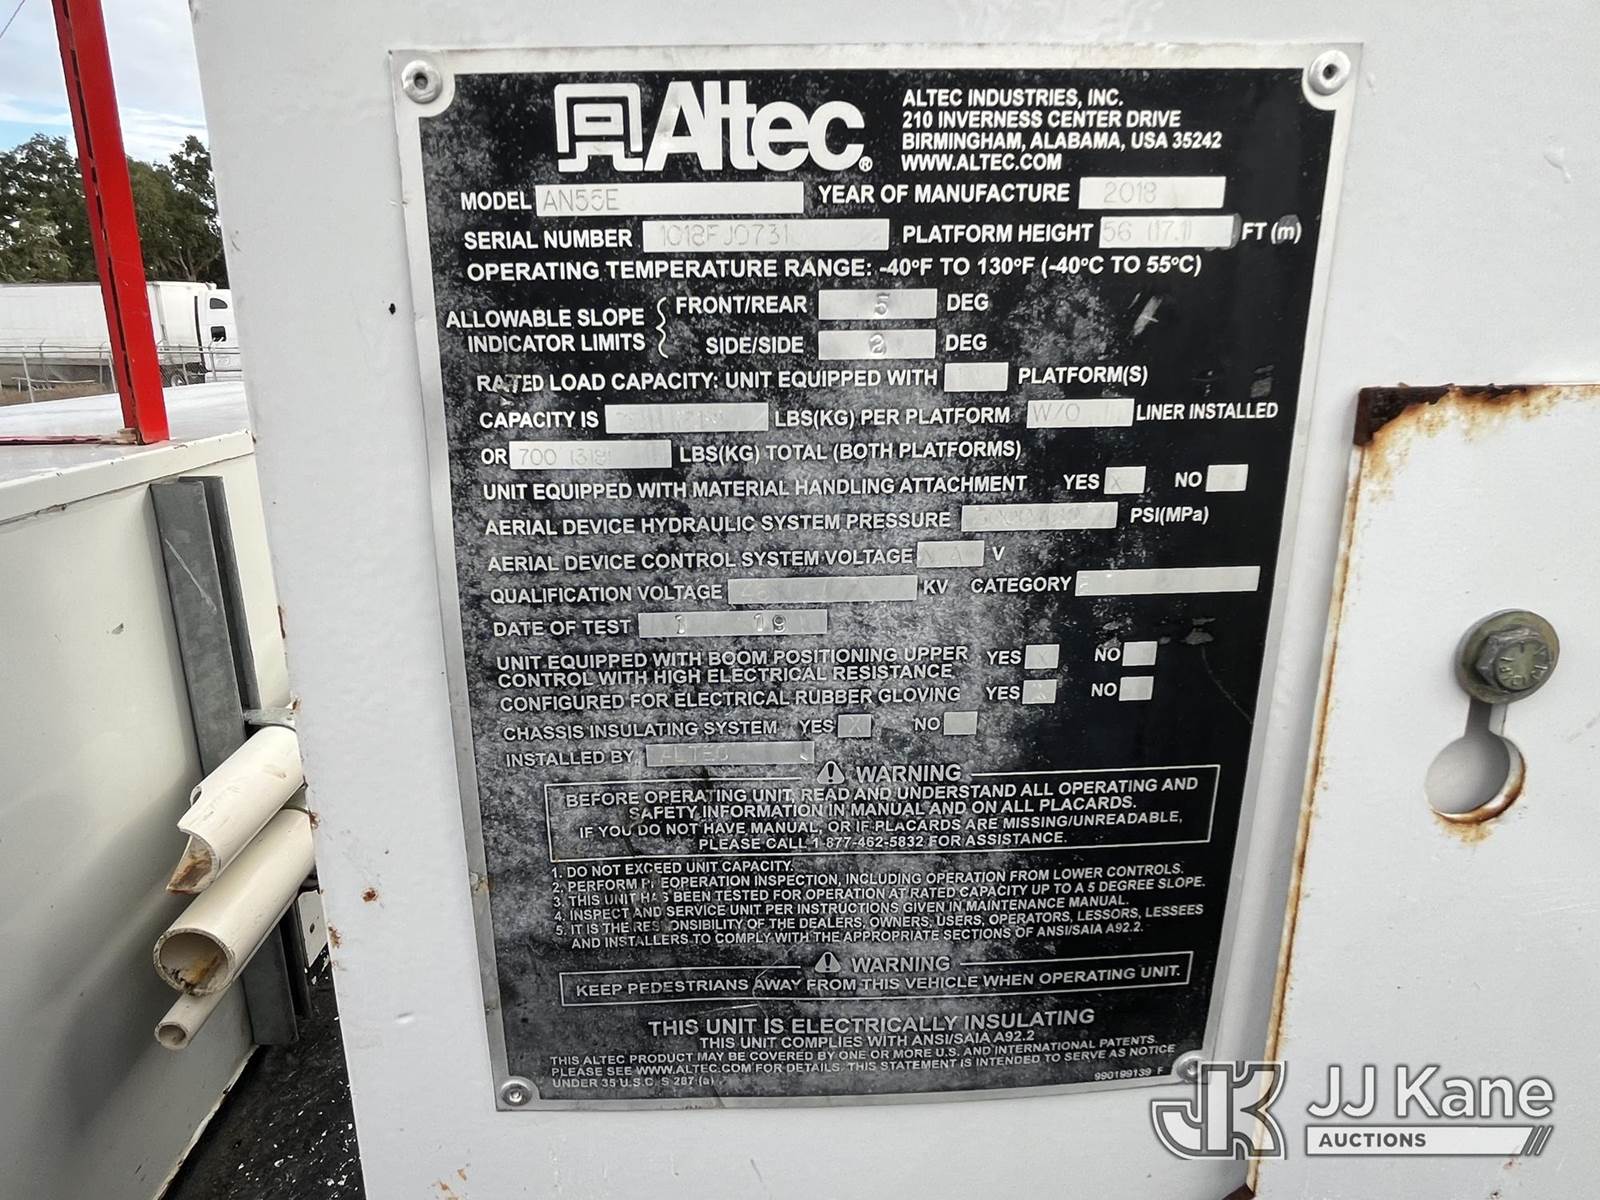 Altec®
ALTEC INDUSTRIES, INC.
210 INVERNESS CENTER DRIVE
BIRMINGHAM, ALABAMA, USA 35242
WWW.ALTEC.COM
MODEL AN55E YEAR OF MANUFACTURE 2018
SERIAL NUMBER 1018FJ0731 PLATFORM HEIGHT 56 (17.1) FT (m)
OPERATING TEMPERATURE RANGE: -40°F TO 130°F (-40°C TO 55°C)
ALLOWABLE SLOPE INDICATOR LIMITS { FRONT/REAR 5 DEG
SIDE/SIDE 2 DEG
RATED LOAD CAPACITY: UNIT EQUIPPED WITH PLATFORM(S)
CAPACITY IS LBS(KG) PER PLATFORM W/O LINER INSTALLED
OR 700 (318) LBS(KG) TOTAL (BOTH PLATFORMS)
UNIT EQUIPPED WITH MATERIAL HANDLING ATTACHMENT YES X NO
AERIAL DEVICE HYDRAULIC SYSTEM PRESSURE PSI(MPa)
AERIAL DEVICE CONTROL SYSTEM VOLTAGE N/A V
QUALIFICATION VOLTAGE 46 KV CATEGORY
DATE OF TEST 1 19
UNIT EQUIPPED WITH BOOM POSITIONING UPPER YES X NO
CONTROL WITH HIGH ELECTRICAL RESISTANCE
CONFIGURED FOR ELECTRICAL RUBBER GLOVING YES NO
CHASSIS INSULATING SYSTEM YES X NO
INSTALLED BY ALTEC
WARNING
BEFORE OPERATING UNIT, READ AND UNDERSTAND ALL OPERATING AND
SAFETY INFORMATION IN MANUAL AND ON ALL PLACARDS.
IF YOU DO NOT HAVE MANUAL, OR IF PLACARDS ARE MISSING/UNREADABLE,
PLEASE CALL 1-877-462-5832 FOR ASSISTANCE.
1. DO NOT EXCEED UNIT CAPACITY.
2. PERFORM PREOPERATION INSPECTION, INCLUDING OPERATION FROM LOWER CONTROLS.
3. THIS UNIT HAS BEEN TESTED FOR OPERATION AT RATED CAPACITY UP TO A 5 DEGREE SLOPE.
4. INSPECT AND SERVICE UNIT PER INSTRUCTIONS GIVEN IN MAINTENANCE MANUAL.
5. IT IS THE RESPONSIBILITY OF THE DEALERS, OWNERS, USERS, OPERATORS, LESSORS, LESSEES
AND INSTALLERS TO COMPLY WITH THE APPROPRIATE SECTIONS OF ANSI/SAIA A92.2.
WARNING
KEEP PEDESTRIANS AWAY FROM THIS VEHICLE WHEN OPERATING UNIT.
THIS UNIT IS ELECTRICALLY INSULATING
THIS UNIT COMPLIES WITH ANSI/SAIA A92.2
THIS ALTEC PRODUCT MAY BE COVERED BY ONE OR MORE U.S. AND INTERNATIONAL PATENTS.
PLEASE SEE WWW.ALTEC.COM FOR DETAILS. THIS STATEMENT IS INTENDED TO SERVE AS NOTICE
UNDER 35 U.S.C. S 287 (a) 990199139 F
JK JJ Kane
AUCTIONS